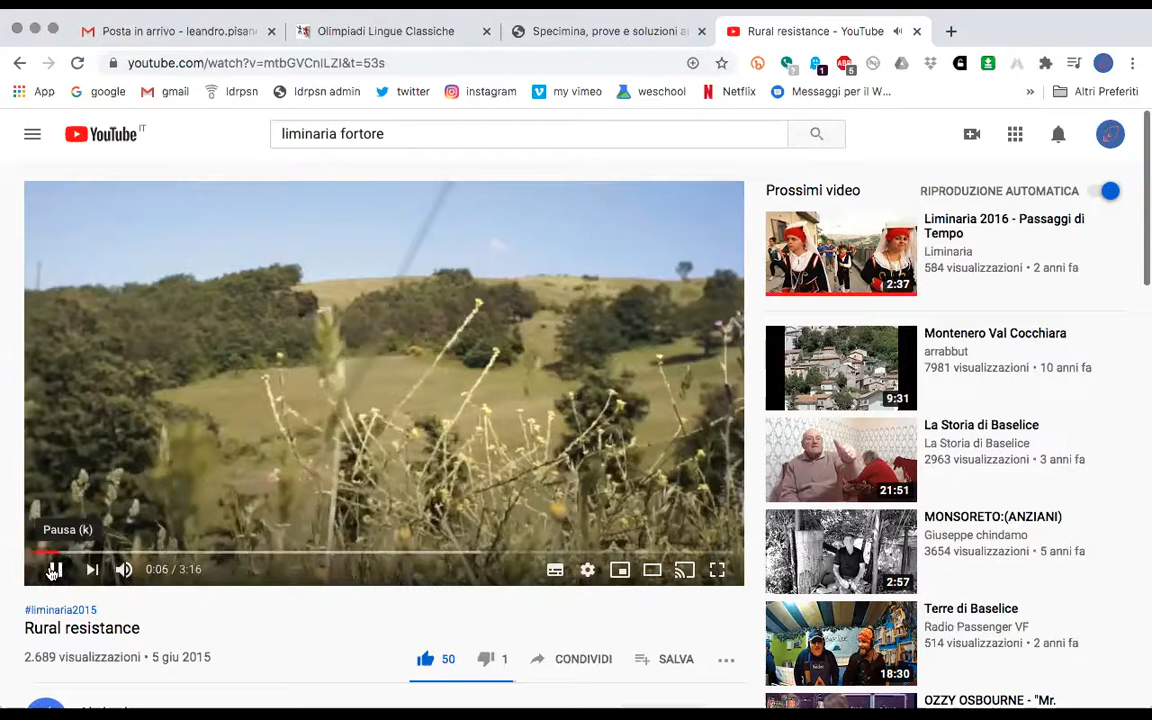 Posta in arrivo - leandro.pisan
Olimpiadi Lingue Classiche
Specimina, prove e soluzioni a
Rural resistance - YouTube
youtube.com/watch?v=mtbGVCnlLZI&t=53s
App
google
gmail
ldrpsn
ldrpsn admin
twitter
instagram
my vimeo
weschool
Netflix
Messaggi per il W...
»
Altri Preferiti
YouTube IT
liminaria fortore
Prossimi video
RIPRODUZIONE AUTOMATICA
Liminaria 2016 - Passaggi di
Tempo
Liminaria
584 visualizzazioni • 2 anni fa
2:37
Montenero Val Cocchiara
arrabbut
7981 visualizzazioni • 10 anni fa
9:31
La Storia di Baselice
La Storia di Baselice
2963 visualizzazioni • 3 anni fa
21:51
MONSORETO:(ANZIANI)
Giuseppe chindamo
3654 visualizzazioni • 5 anni fa
2:57
Terre di Baselice
Radio Passenger VF
514 visualizzazioni • 2 anni fa
18:30
OZZY OSBOURNE - "Mr.
Pausa (k)
0:06 / 3:16
#liminaria2015
Rural resistance
2.689 visualizzazioni • 5 giu 2015
50
1
CONDIVIDI
SALVA